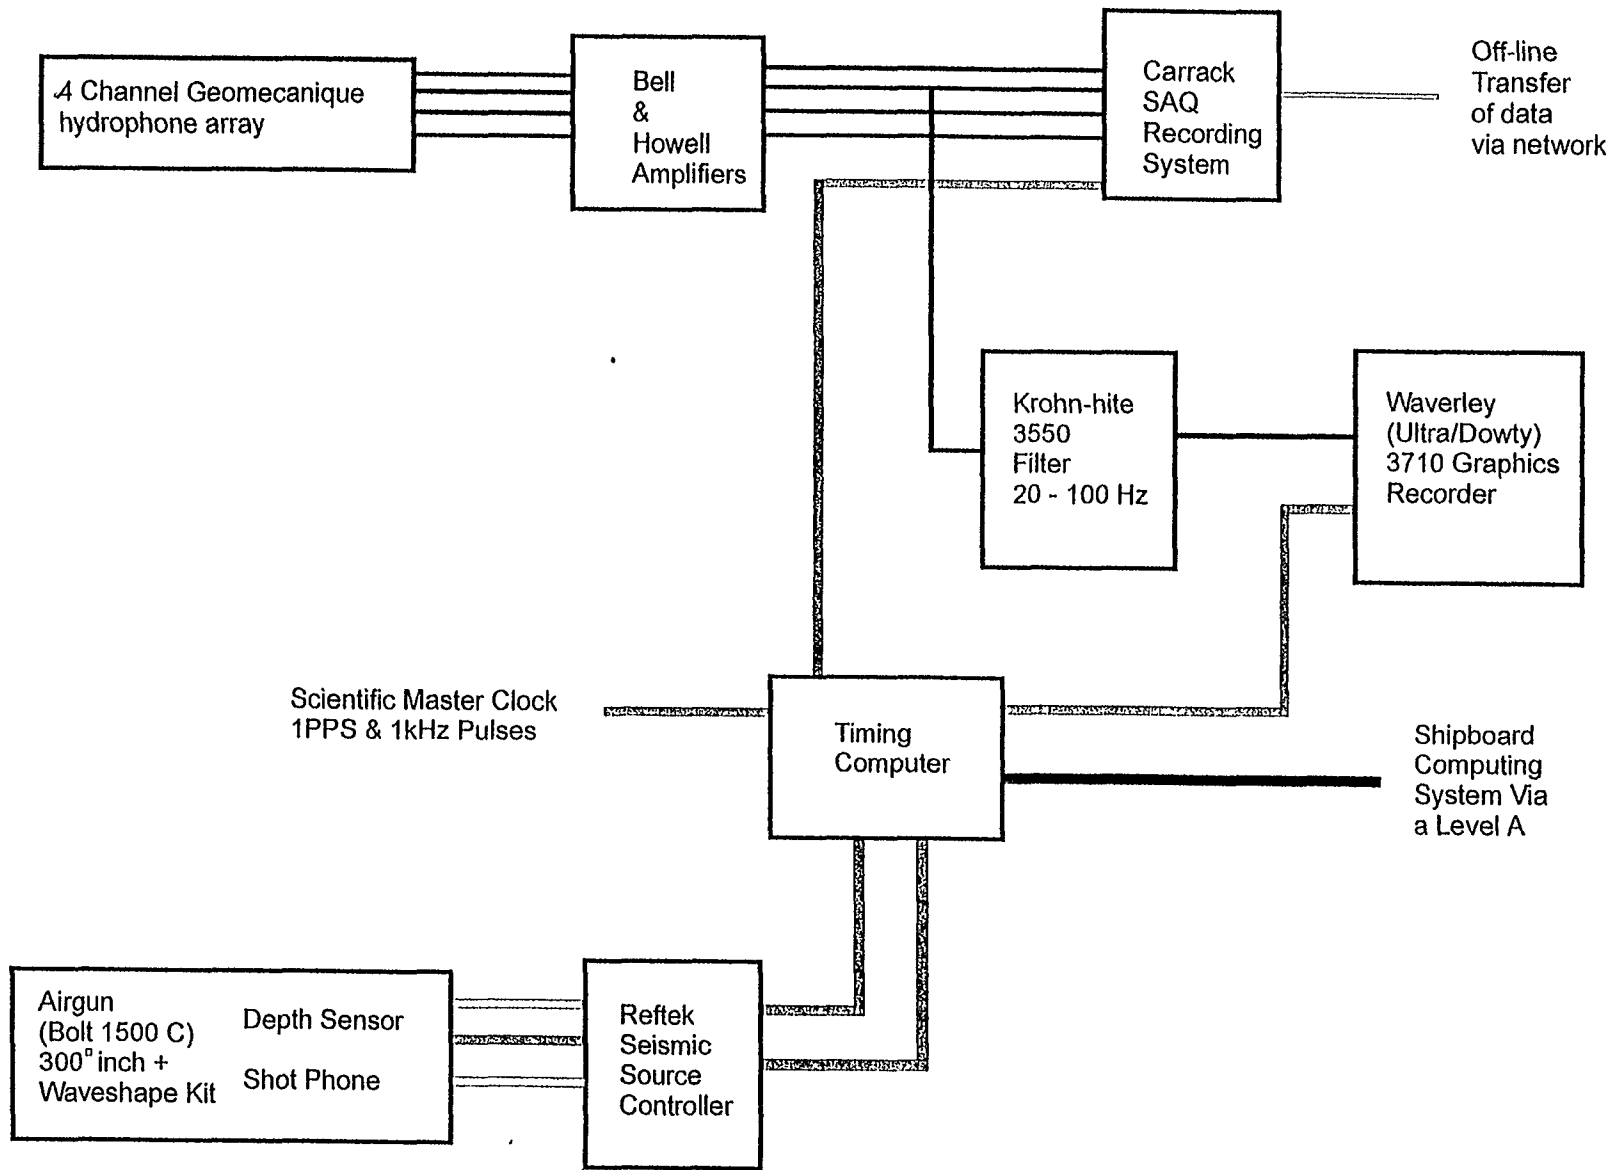 4 Channel Geomecanique
hydrophone array
Bell
&
Howell
Amplifiers
Carrack
SAQ
Recording
System
Off-line
Transfer
of data
via network
Krohn-hite
3550
Filter
20 - 100 Hz
Waverley
(Ultra/Dowty)
3710 Graphics
Recorder
Scientific Master Clock
1PPS & 1kHz Pulses
Timing
Computer
Shipboard
Computing
System Via
a Level A
Airgun
(Bolt 1500 C)
300¤ inch +
Waveshape Kit
Depth Sensor
Shot Phone
Reftek
Seismic
Source
Controller